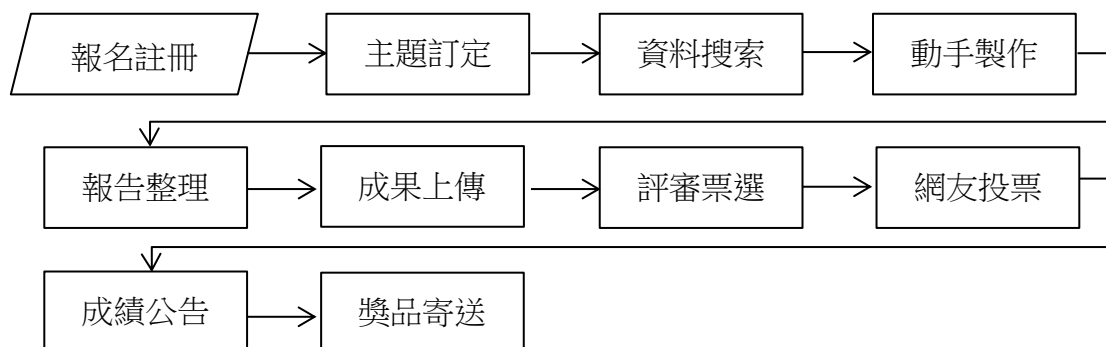 報名註冊
主題訂定
資料搜索
動手製作
報告整理
成果上傳
評審票選
網友投票
成績公告
獎品寄送